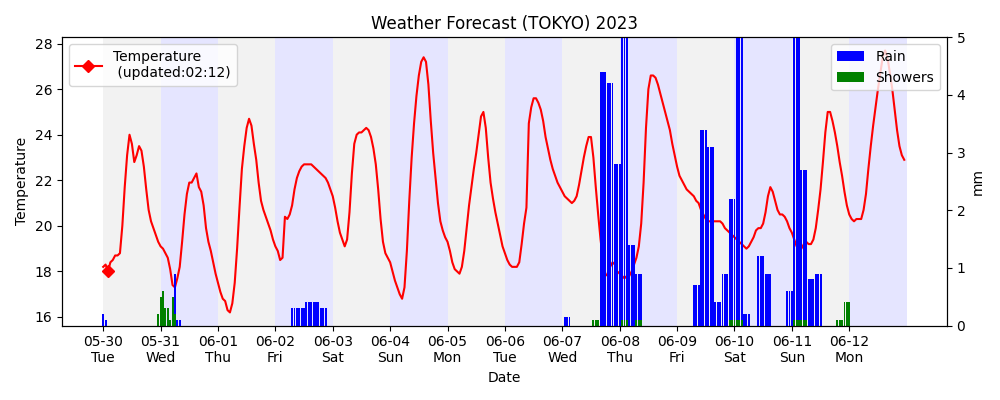 Weather Forecast (TOKYO) 2023
Temperature
(updated:02:12)
Rain
Showers
Temperature
28
26
24
22
20
18
16
5
4
3
2
1
0
mm
05-30 05-31 06-01 06-02 06-03 06-04 06-05 06-06 06-07 06-08 06-09 06-10 06-11 06-12
Tue Wed Thu Fri Sat Sun Mon Tue Wed Thu Fri Sat Sun Mon
Date